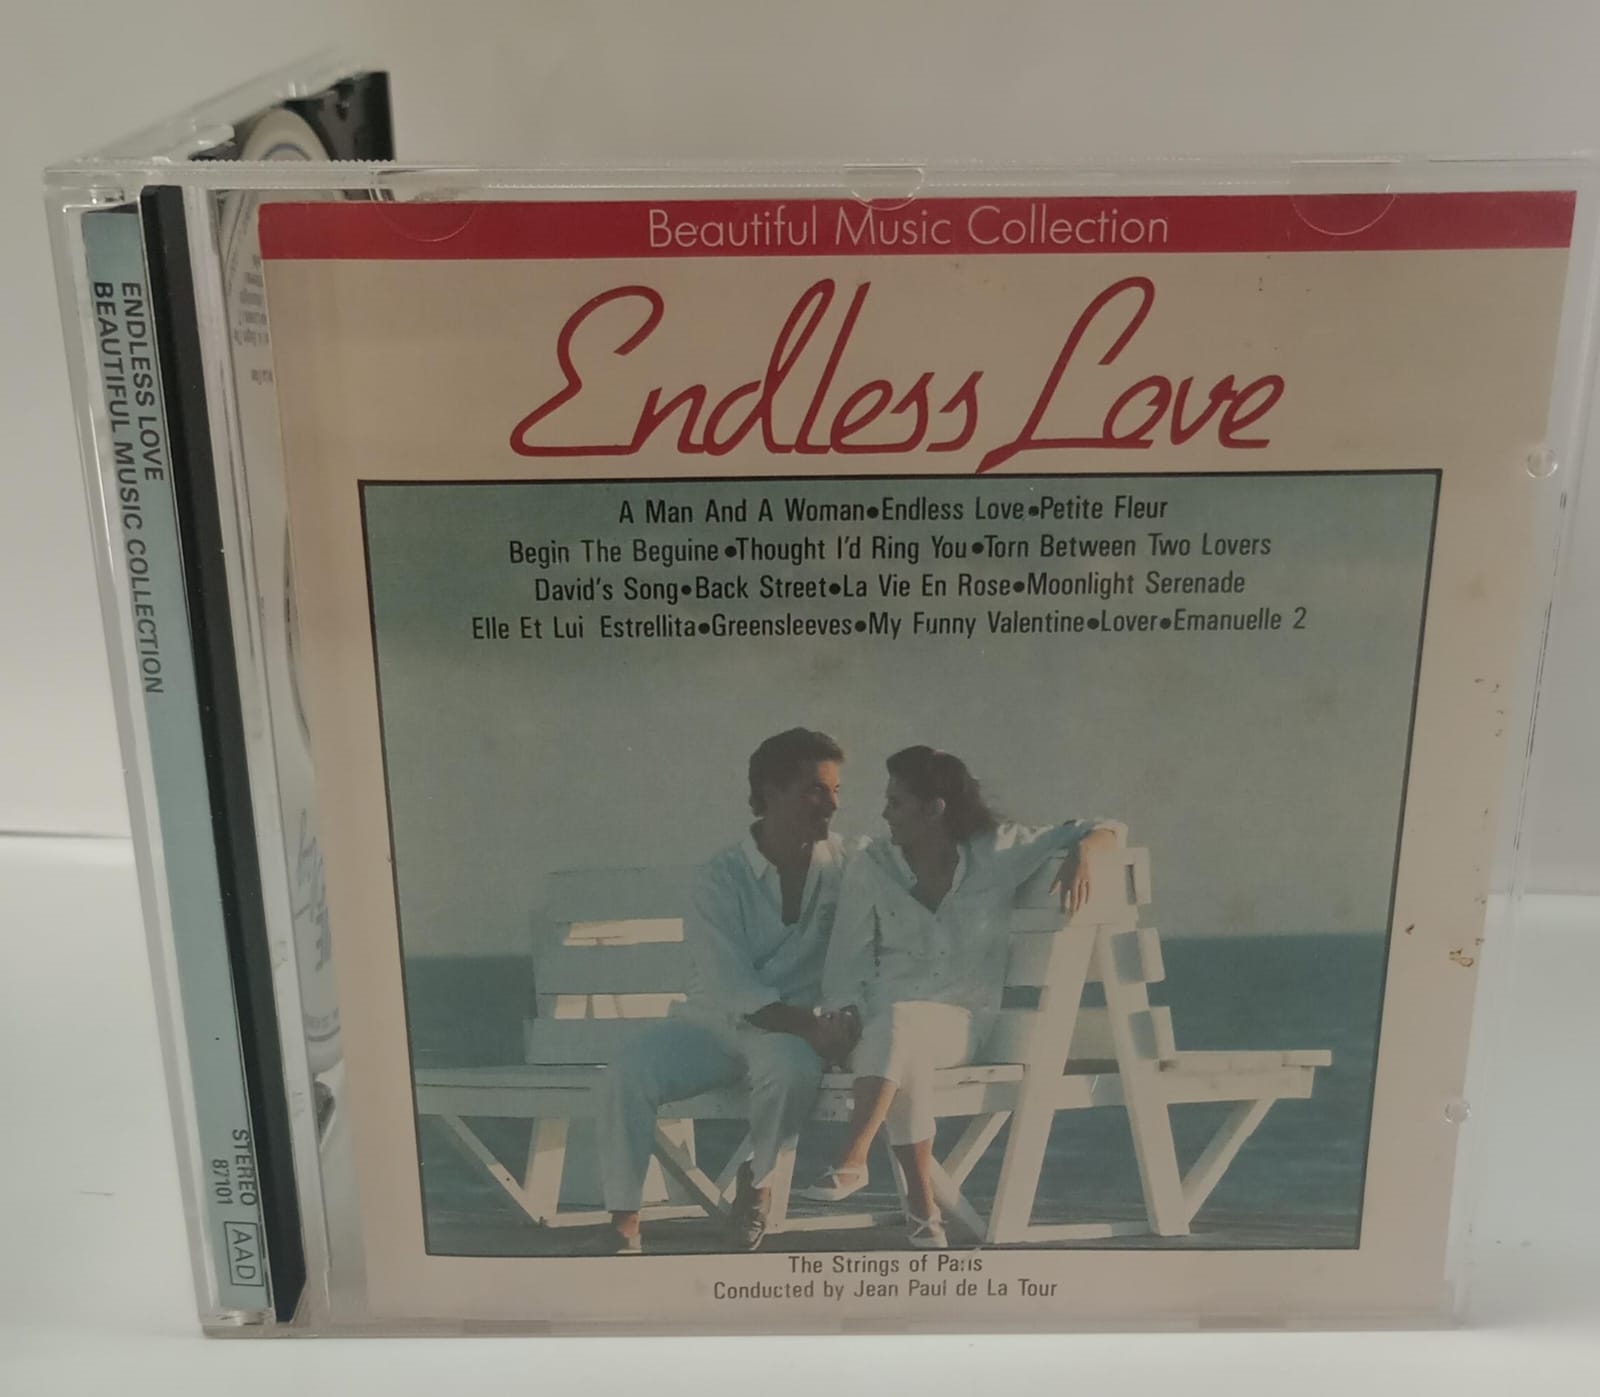 Beautiful Music Collection
Endless Love
A Man And A Woman•Endless Love•Petite Fleur
Begin The Beguine•Thought I'd Ring You•Torn Between Two Lovers
David's Song•Back Street•La Vie En Rose•Moonlight Serenade
Elle Et Lui Estrellita•Greensleeves•My Funny Valentine•Lover•Emanuelle 2
The Strings of Paris
Conducted by Jean Paul de La Tour
ENDLESS LOVE
BEAUTIFUL MUSIC COLLECTION
STEREO
87101
AAD